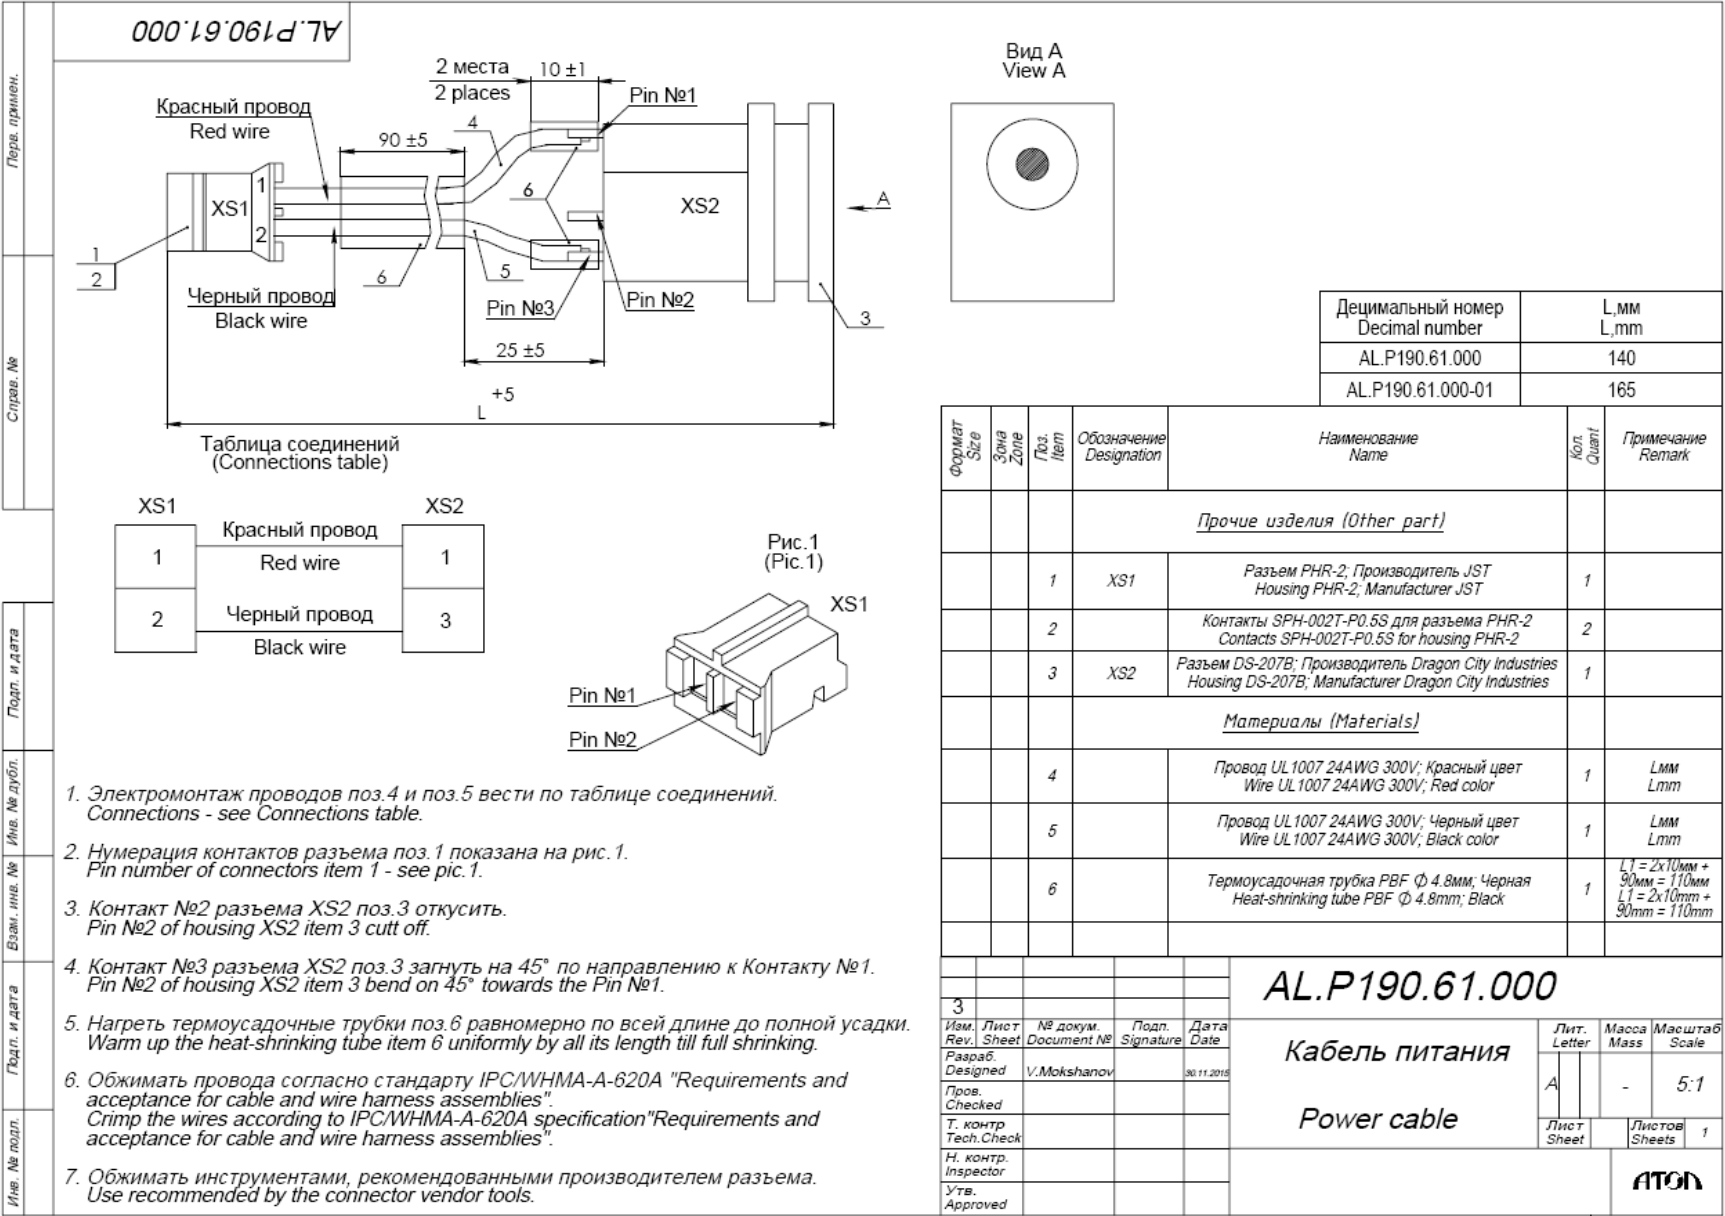 AL.P190.61.000
Перв. примен.
Справ. №
Подп. и дата
Инв. № дубл.
Взам. инв. №
Подп. и дата
Инв. № подл.
Красный провод
Red wire
2 места
2 places
10 ±1
Pin №1
4
90 ±5
1
XS1
2
6
XS2
A
1
2
6
5
Черный провод
Black wire
Pin №3
Pin №2
3
25 ±5
+5
L
Вид А
View A
Децимальный номер
Decimal number
L,мм
L,mm
AL.P190.61.000
140
AL.P190.61.000-01
165
Таблица соединений
(Connections table)
XS1
XS2
1
Красный провод
Red wire
1
2
Черный провод
Black wire
3
Рис.1
(Pic.1)
XS1
Pin №1
Pin №2
1. Электромонтаж проводов поз.4 и поз.5 вести по таблице соединений.
Connections - see Connections table.
2. Нумерация контактов разъема поз.1 показана на рис.1.
Pin number of connectors item 1 - see pic.1.
3. Контакт №2 разъема XS2 поз.3 откусить.
Pin №2 of housing XS2 item 3 cutt off.
4. Контакт №3 разъема XS2 поз.3 загнуть на 45° по направлению к Контакту №1.
Pin №2 of housing XS2 item 3 bend on 45° towards the Pin №1.
5. Нагреть термоусадочные трубки поз.6 равномерно по всей длине до полной усадки.
Warm up the heat-shrinking tube item 6 uniformly by all its length till full shrinking.
6. Обжимать провода согласно стандарту IPC/WHMA-A-620A "Requirements and
acceptance for cable and wire harness assemblies".
Crimp the wires according to IPC/WHMA-A-620A specification"Requirements and
acceptance for cable and wire harness assemblies".
7. Обжимать инструментами, рекомендованными производителем разъема.
Use recommended by the connector vendor tools.
Формат
Size
Зона
Zone
Поз.
Item
Обозначение
Designation
Наименование
Name
Кол.
Quant
Примечание
Remark
Прочие изделия (Other part)
1
XS1
Разъем PHR-2; Производитель JST
Housing PHR-2; Manufacturer JST
1
2
Контакты SPH-002T-P0.5S для разъема PHR-2
Contacts SPH-002T-P0.5S for housing PHR-2
2
3
XS2
Разъем DS-207B; Производитель Dragon City Industries
Housing DS-207B; Manufacturer Dragon City Industries
1
Материалы (Materials)
4
Провод UL1007 24AWG 300V; Красный цвет
Wire UL1007 24AWG 300V; Red color
1
Lмм
Lmm
5
Провод UL1007 24AWG 300V; Черный цвет
Wire UL1007 24AWG 300V; Black color
1
Lмм
Lmm
6
Термоусадочная трубка PBF Ф 4.8мм; Черная
Heat-shrinking tube PBF Ф 4.8mm; Black
1
L1 = 2x10мм +
90мм = 110мм
L1 = 2x10mm +
90mm = 110mm
AL.P190.61.000
3
Изм.
Rev.
Лист
Sheet
№ докум.
Document №
Подп.
Signature
Дата
Date
Разраб.
Designed
V.Mokshanov
30.11.2015
Пров.
Checked
Т. контр
Tech.Check
Н. контр.
Inspector
Утв.
Approved
Кабель питания
Power cable
Лит.
Letter
Масса
Mass
Масштаб
Scale
А
-
5:1
Лист
Sheet
Листов
Sheets
1
ATOL